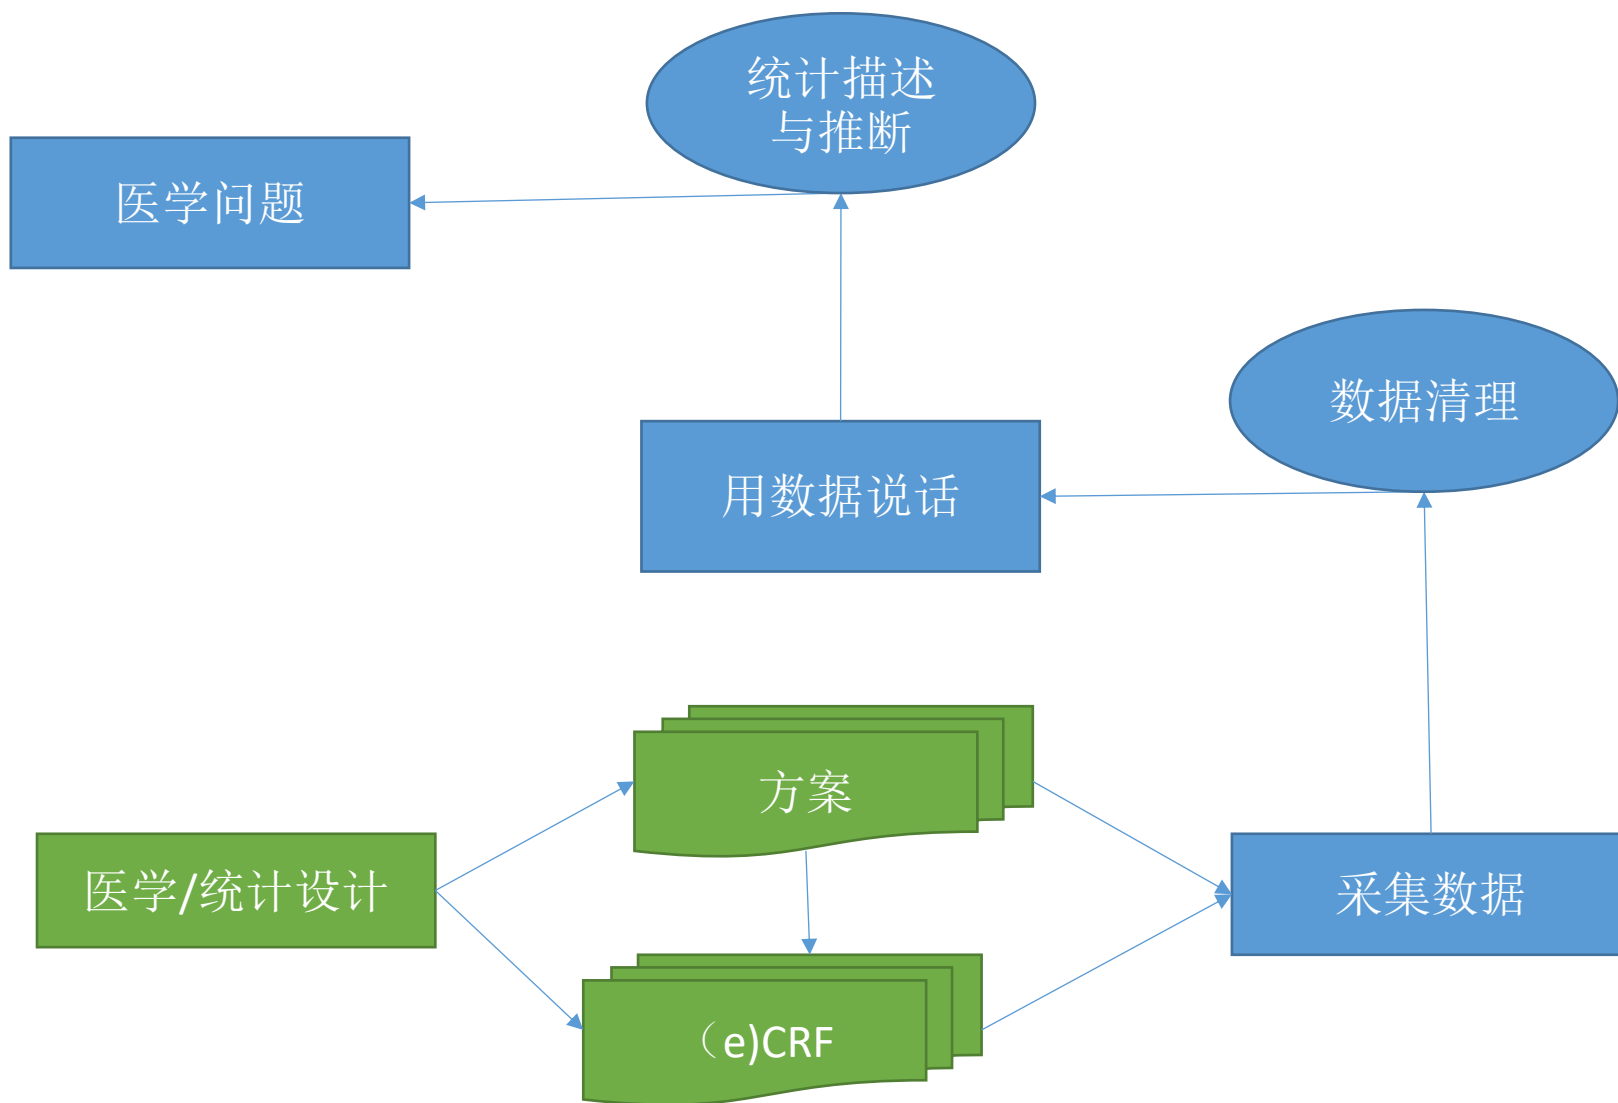 统计描述
与推断
医学问题
数据清理
用数据说话
方案
医学/统计设计
采集数据
（e)CRF